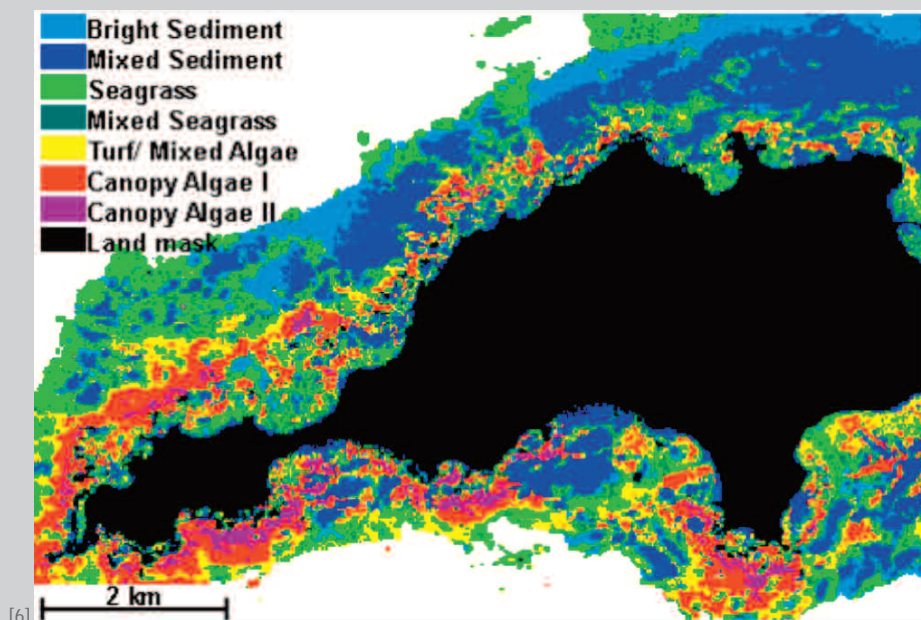 Bright Sediment
Mixed Sediment
Seagrass
Mixed Seagrass
Turf/ Mixed Algae
Canopy Algae I
Canopy Algae II
Land mask
2 km
[6]